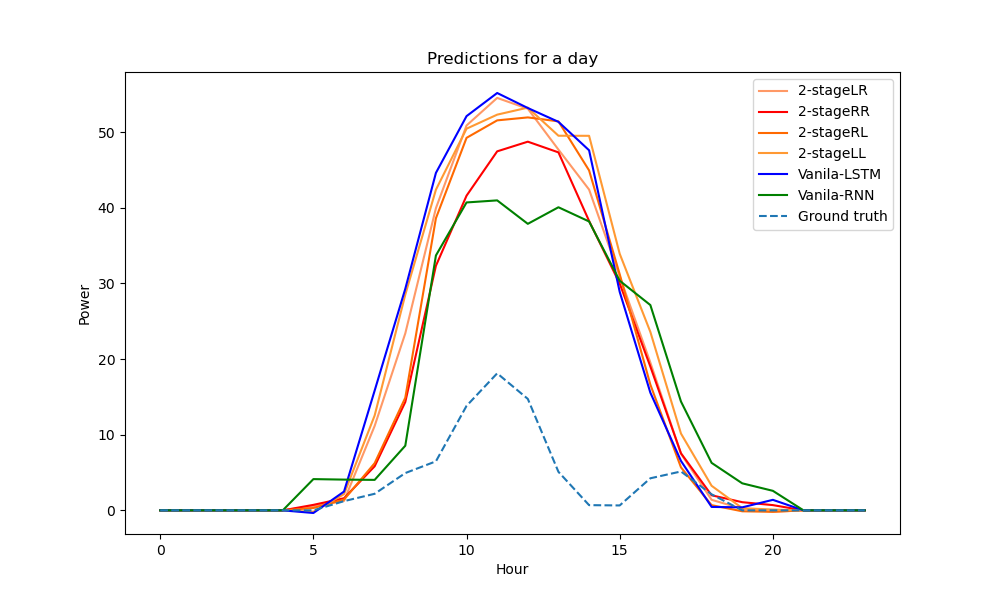 Predictions for a day
2-stageLR
2-stageRR
2-stageRL
2-stageLL
Vanila-LSTM
Vanila-RNN
Ground truth
Power
50
40
30
20
10
0
0 5 10 15 20
Hour